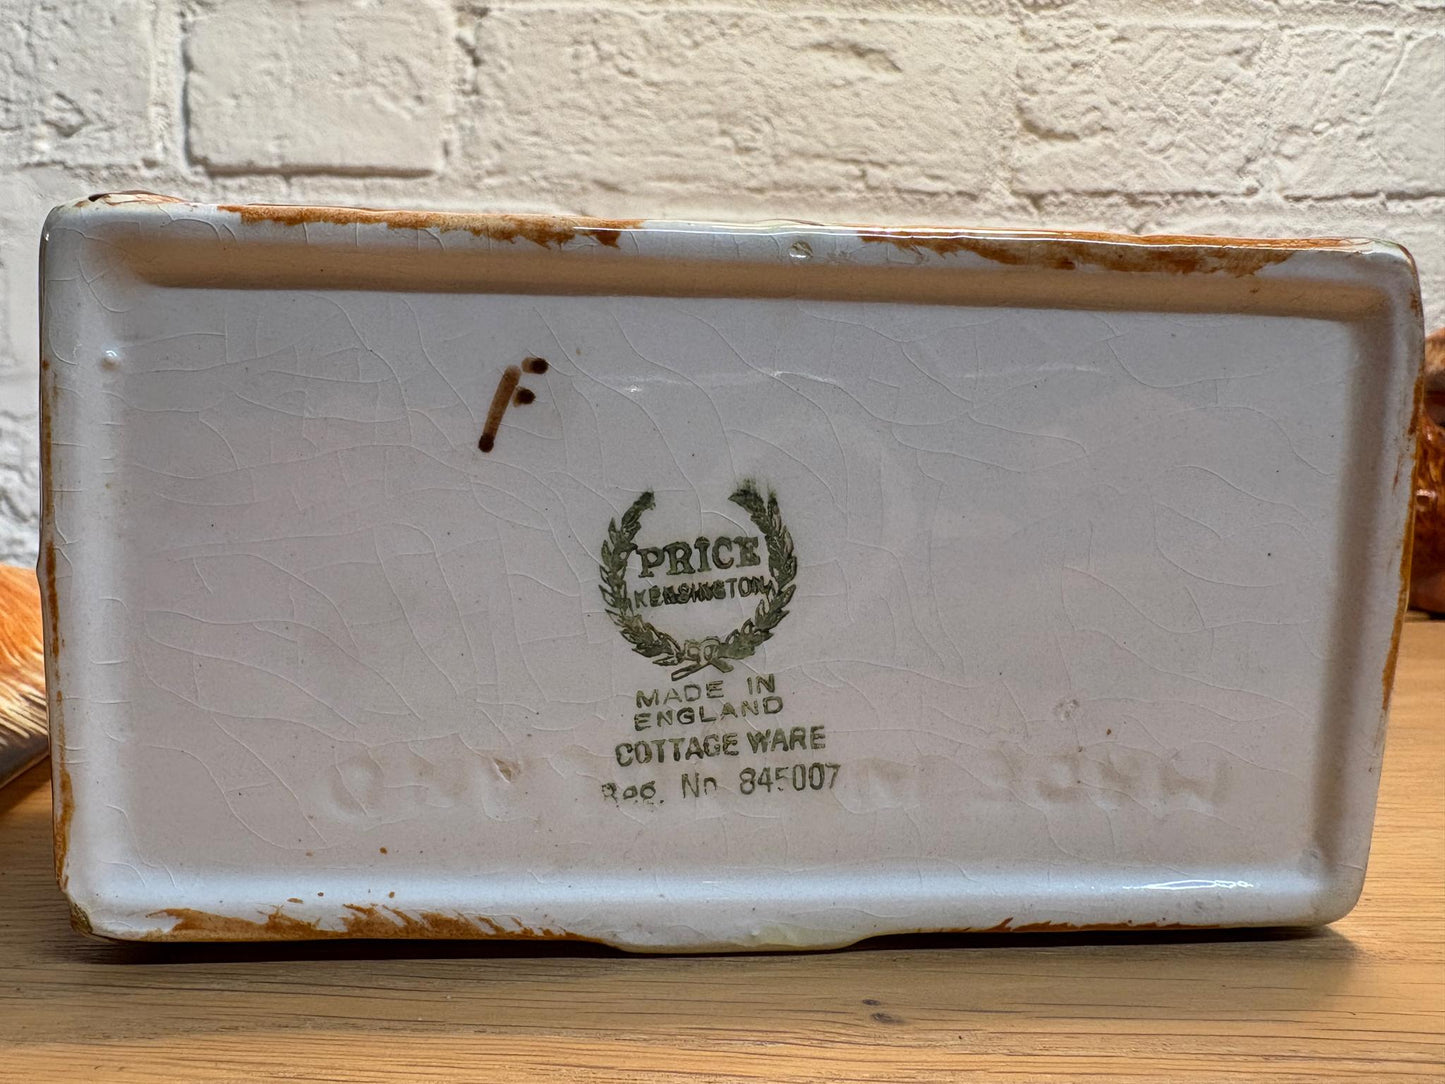 F
PRICE
KENSINGTON
MADE IN
ENGLAND
COTTAGE WARE
Reg. No 845007